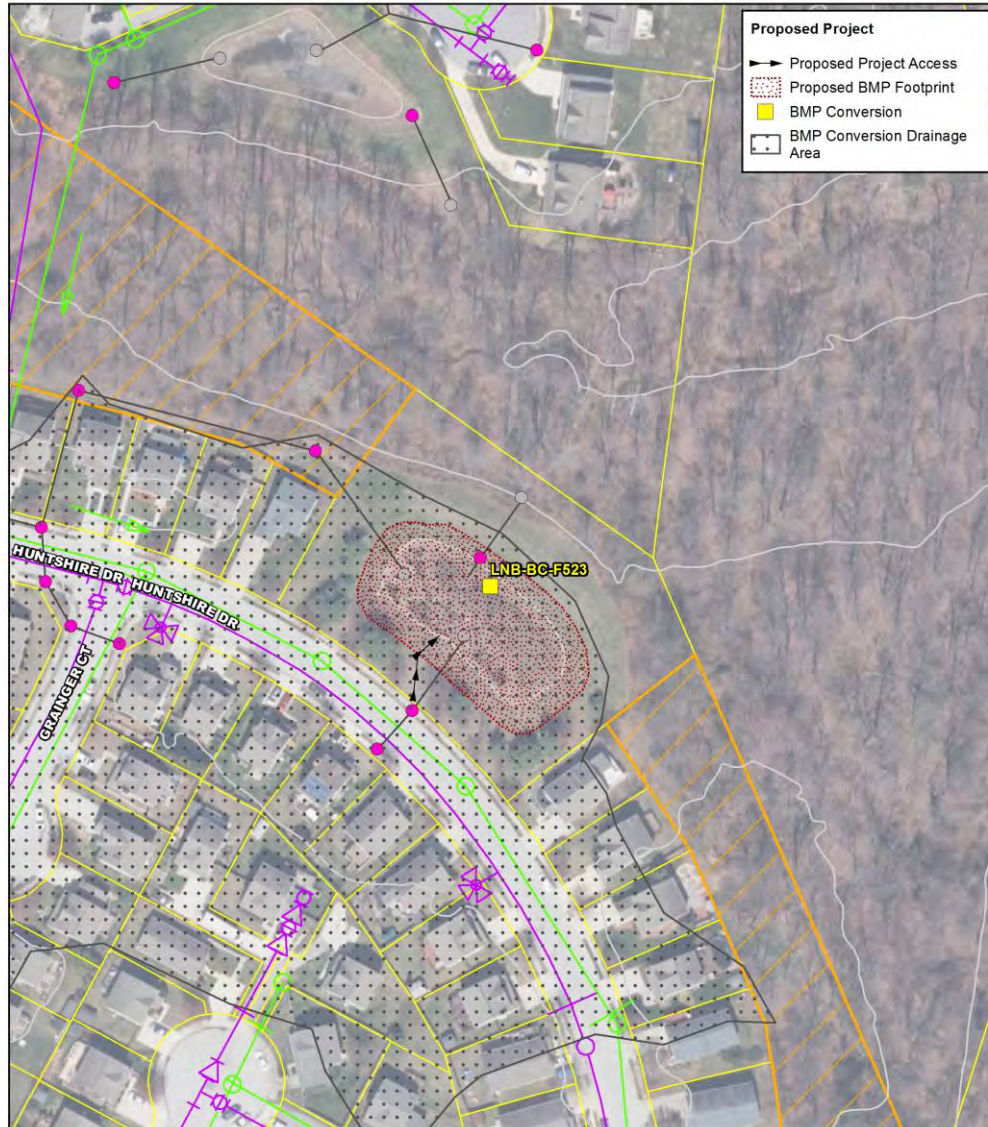 Proposed Project
Proposed Project Access
Proposed BMP Footprint
BMP Conversion
BMP Conversion Drainage
Area
LNB-BC-F523
HUNTSHIRE DR
HUNTSHIRE DR
GRAINGER CT